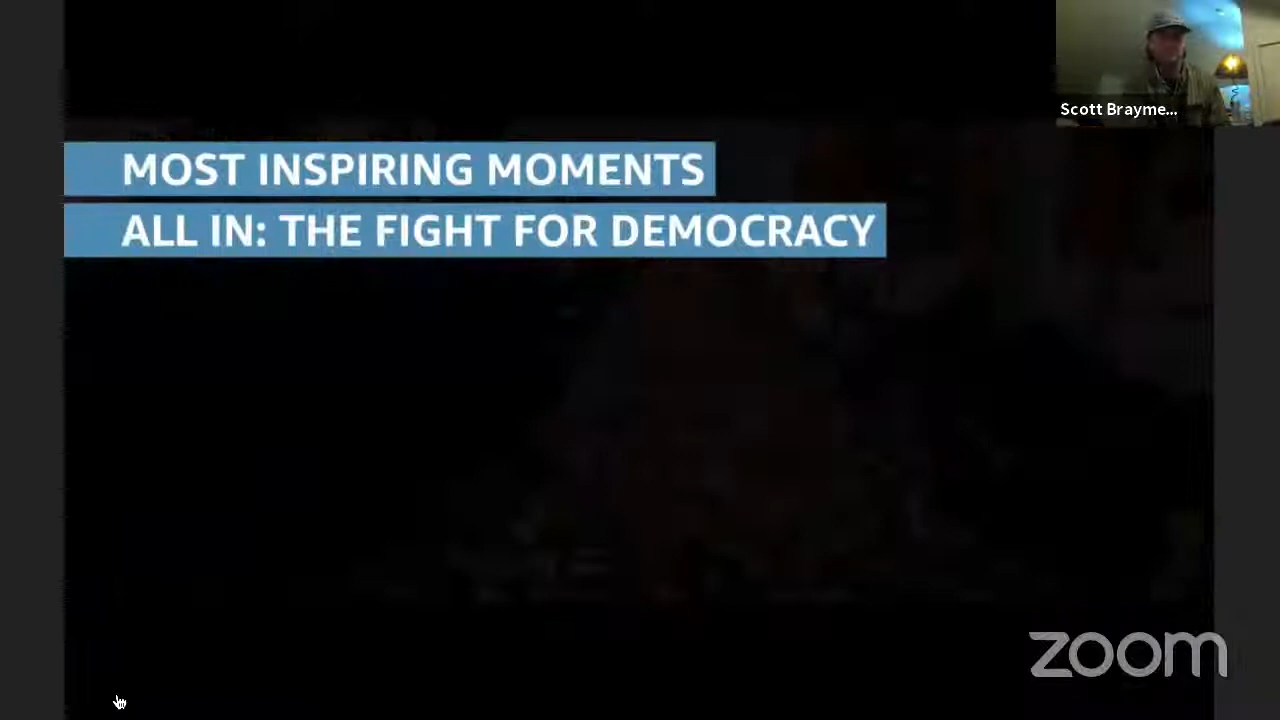 Scott Brayme...
MOST INSPIRING MOMENTS
ALL IN: THE FIGHT FOR DEMOCRACY
zoom